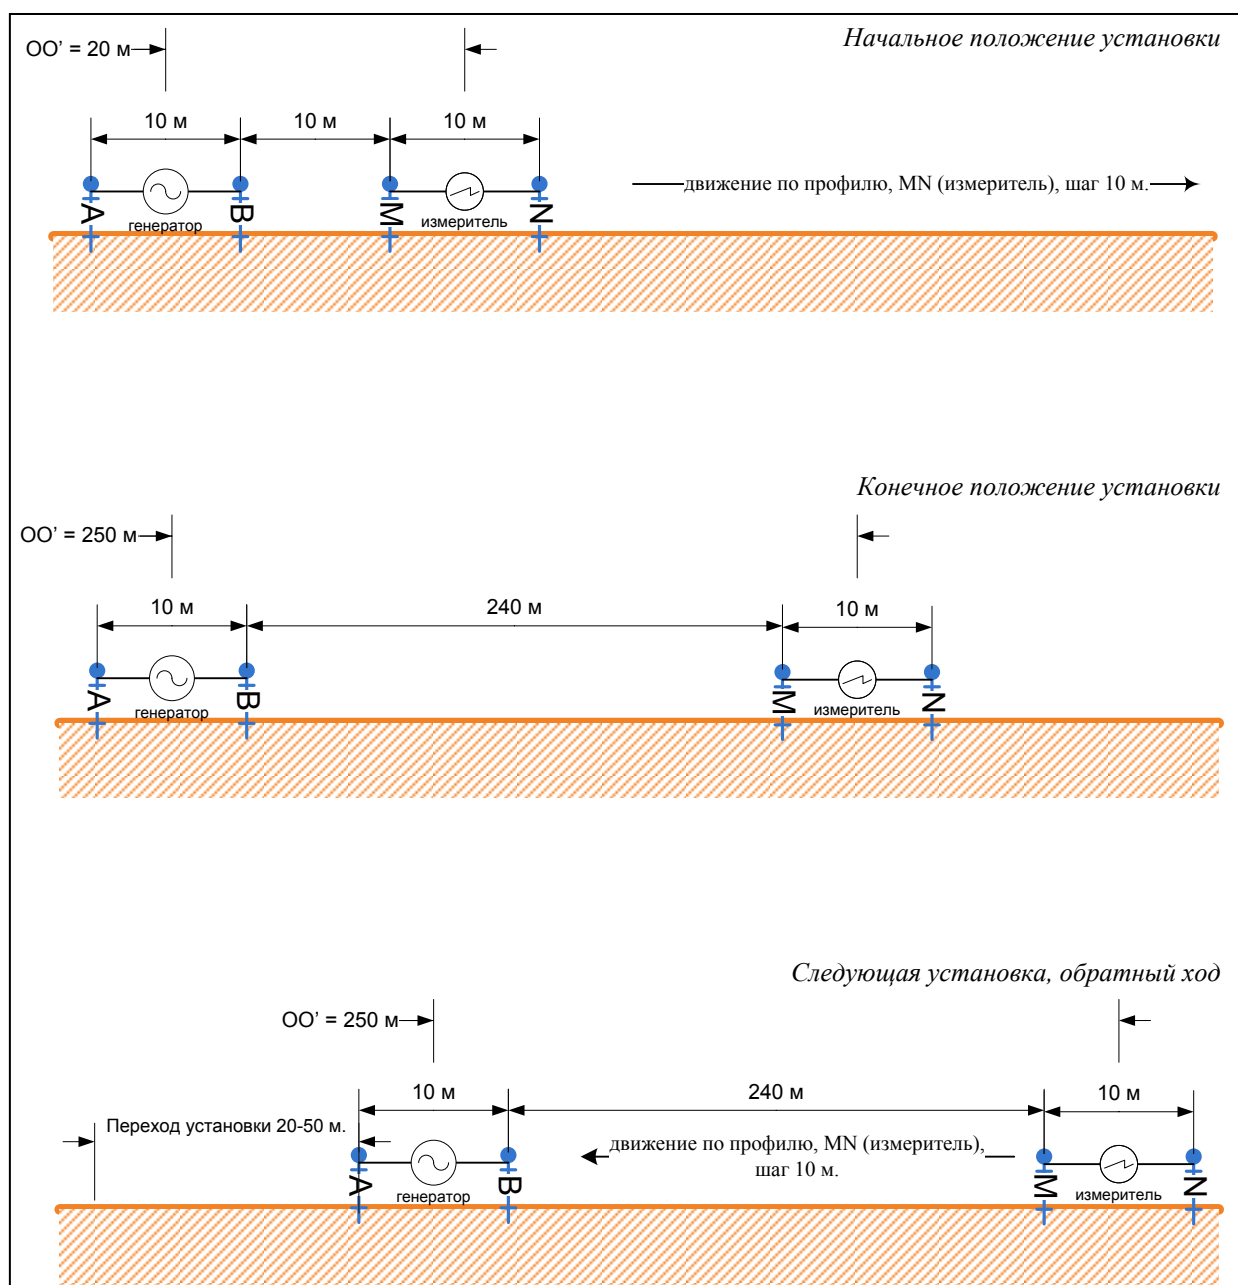 Начальное положение установки
OO’ = 20 м
10 м 10 м 10 м
движение по профилю, MN (измеритель), шаг 10 м.
A генератор B M измеритель N
Конечное положение установки
OO’ = 250 м
10 м 240 м 10 м
A генератор B M измеритель N
Следующая установка, обратный ход
OO’ = 250 м
10 м 240 м 10 м
Переход установки 20-50 м.
движение по профилю, MN (измеритель),
шаг 10 м.
A генератор B M измеритель N